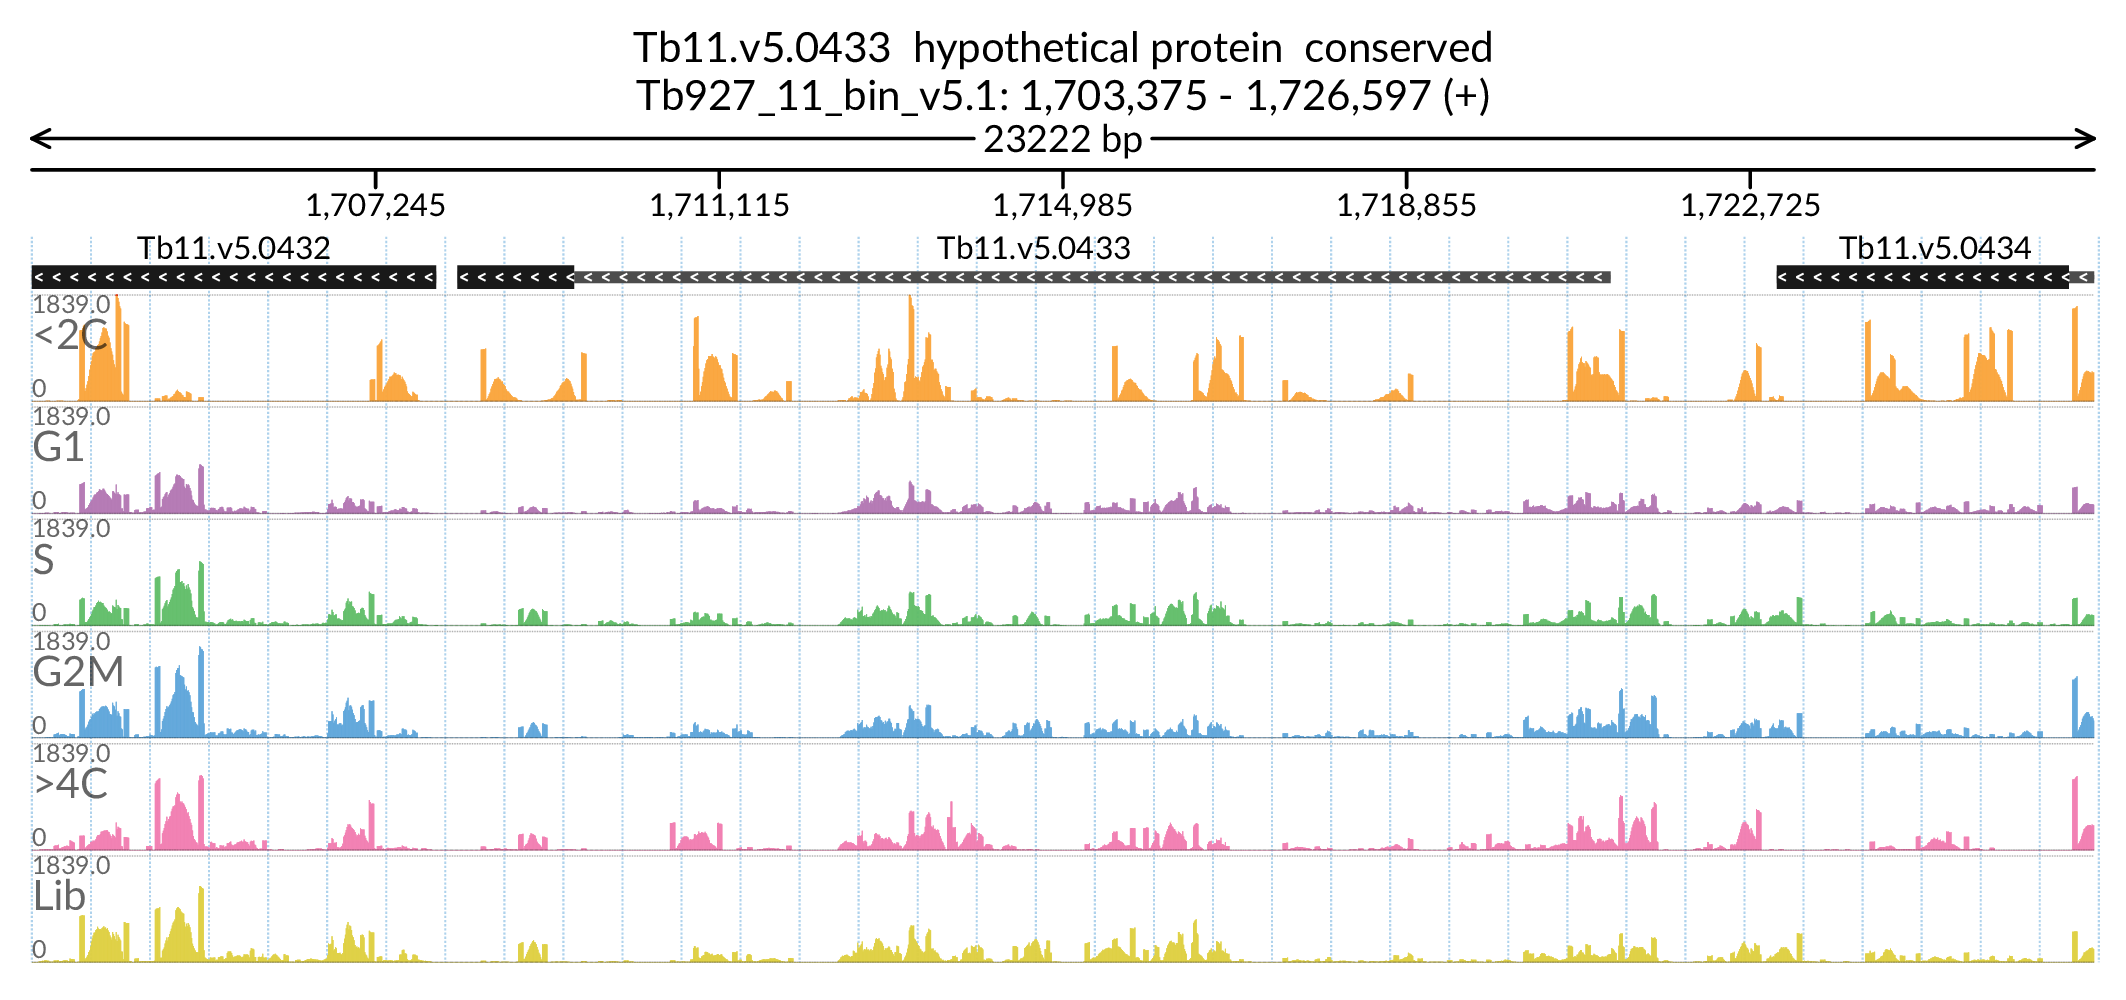 Tb11.v5.0433 hypothetical protein conserved
Tb927_11_bin_v5.1: 1,703,375 - 1,726,597 (+)
23222 bp
1,707,245 1,711,115 1,714,985 1,718,855 1,722,725
Tb11.v5.0432 Tb11.v5.0433 Tb11.v5.0434
1839.0
<2C
0
1839.0
G1
0
1839.0
S
0
1839.0
G2M
0
1839.0
>4C
0
1839.0
Lib
0